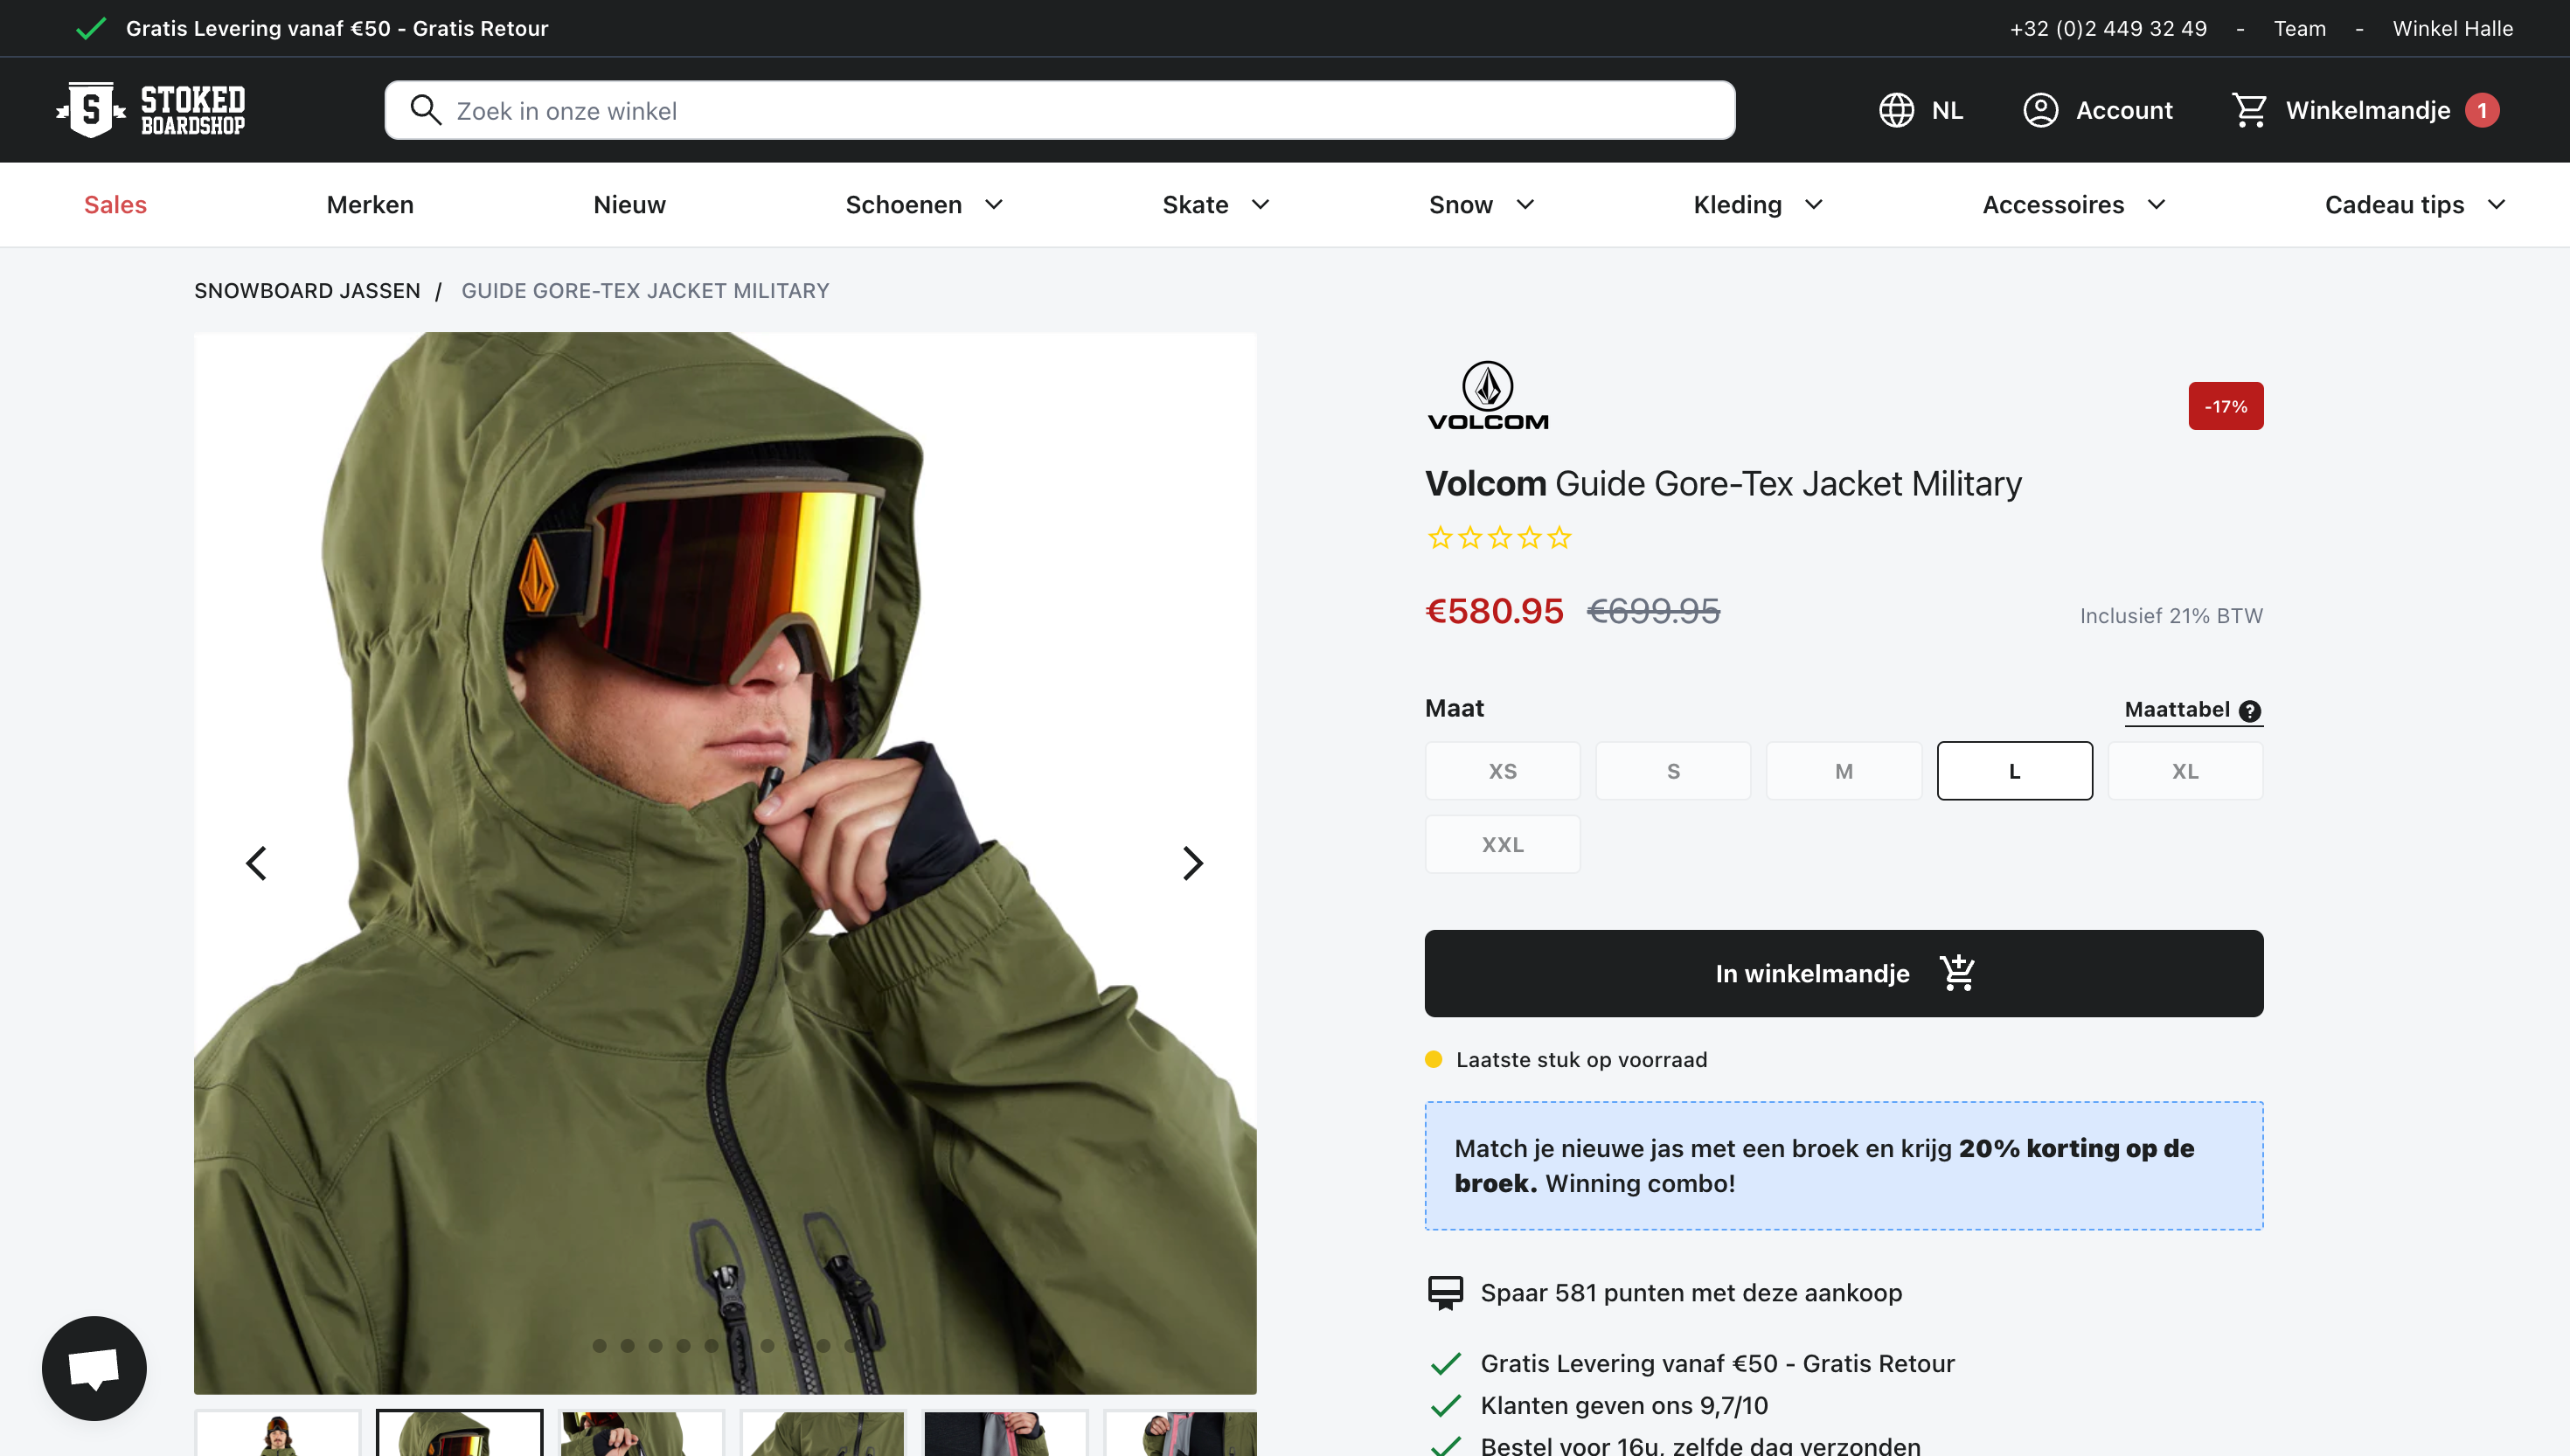 Gratis Levering vanaf €50 - Gratis Retour
+32 (0)2 449 32 49 - Team - Winkel Halle
S STOKED
BOARDSHOP
Zoek in onze winkel
NL Account Winkelmandje 1
Sales Merken Nieuw Schoenen Skate Snow Kleding Accessoires Cadeau tips
SNOWBOARD JASSEN / GUIDE GORE-TEX JACKET MILITARY
VOLCOM
-17%
Volcom Guide Gore-Tex Jacket Military
€580.95 €699.95 Inclusief 21% BTW
Maat Maattabel ?
XS S M L XL
XXL
In winkelmandje
Laatste stuk op voorraad
Match je nieuwe jas met een broek en krijg 20% korting op de
broek. Winning combo!
Spaar 581 punten met deze aankoop
Gratis Levering vanaf €50 - Gratis Retour
Klanten geven ons 9,7/10
Bestel voor 16u, zelfde dag verzonden